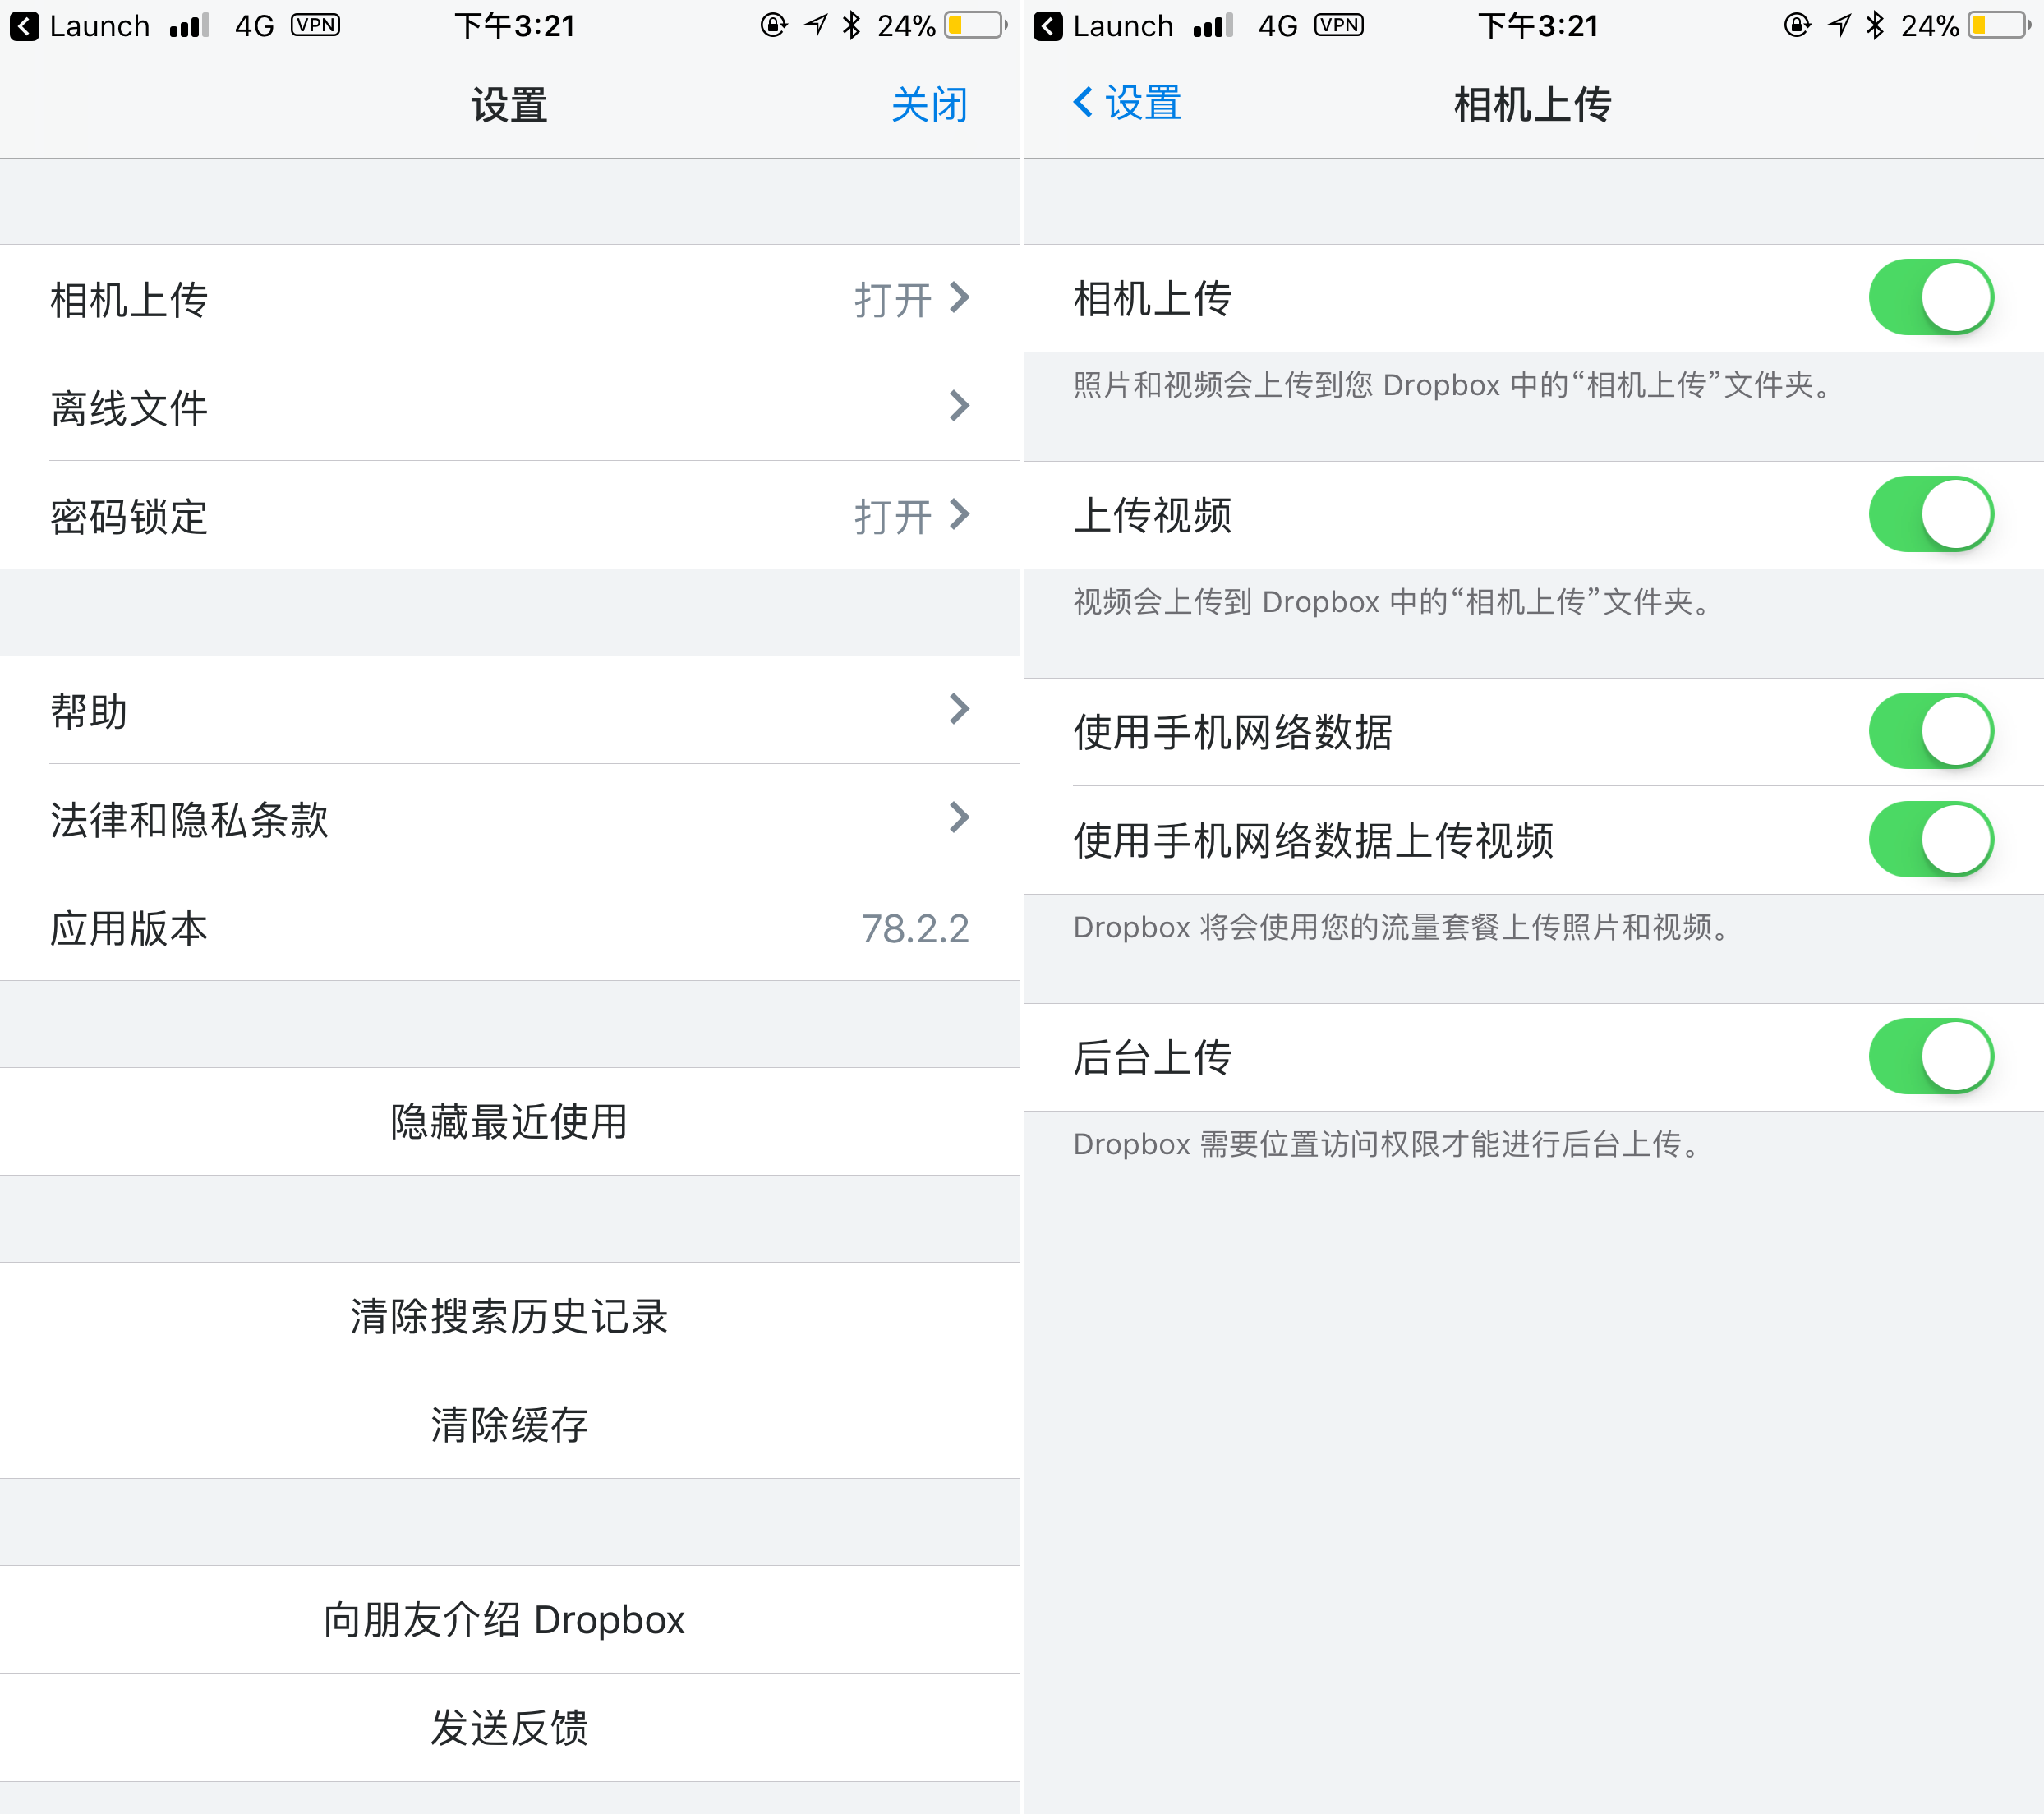 Launch 4G VPN 下午3:21 24%
设置 关闭
相机上传 打开
离线文件
密码锁定 打开
帮助
法律和隐私条款
应用版本 78.2.2
隐藏最近使用
清除搜索历史记录
清除缓存
向朋友介绍 Dropbox
发送反馈
Launch 4G VPN 下午3:21 24%
设置 相机上传
相机上传
照片和视频会上传到您 Dropbox 中的“相机上传”文件夹。
上传视频
视频会上传到 Dropbox 中的“相机上传”文件夹。
使用手机网络数据
使用手机网络数据上传视频
Dropbox 将会使用您的流量套餐上传照片和视频。
后台上传
Dropbox 需要位置访问权限才能进行后台上传。